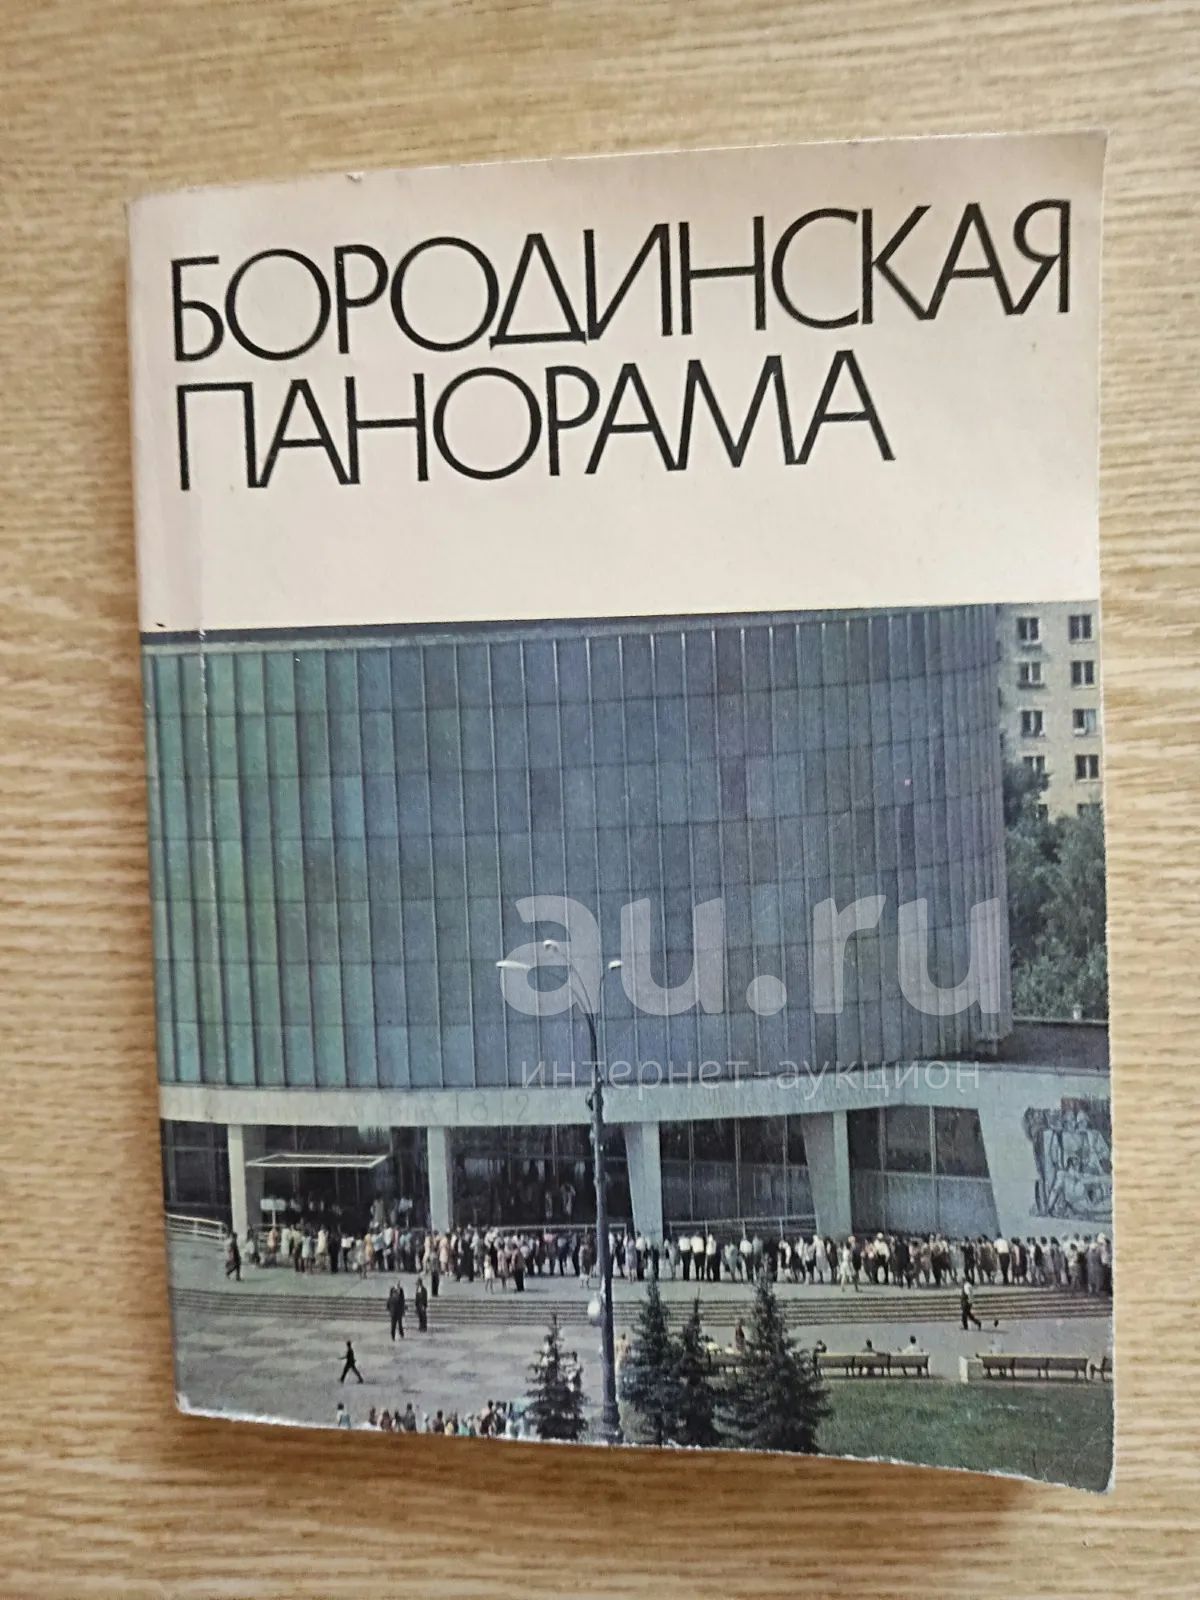 БОРОДИНСКАЯ
ПАНОРАМА
au.ru
интернет-аукцион